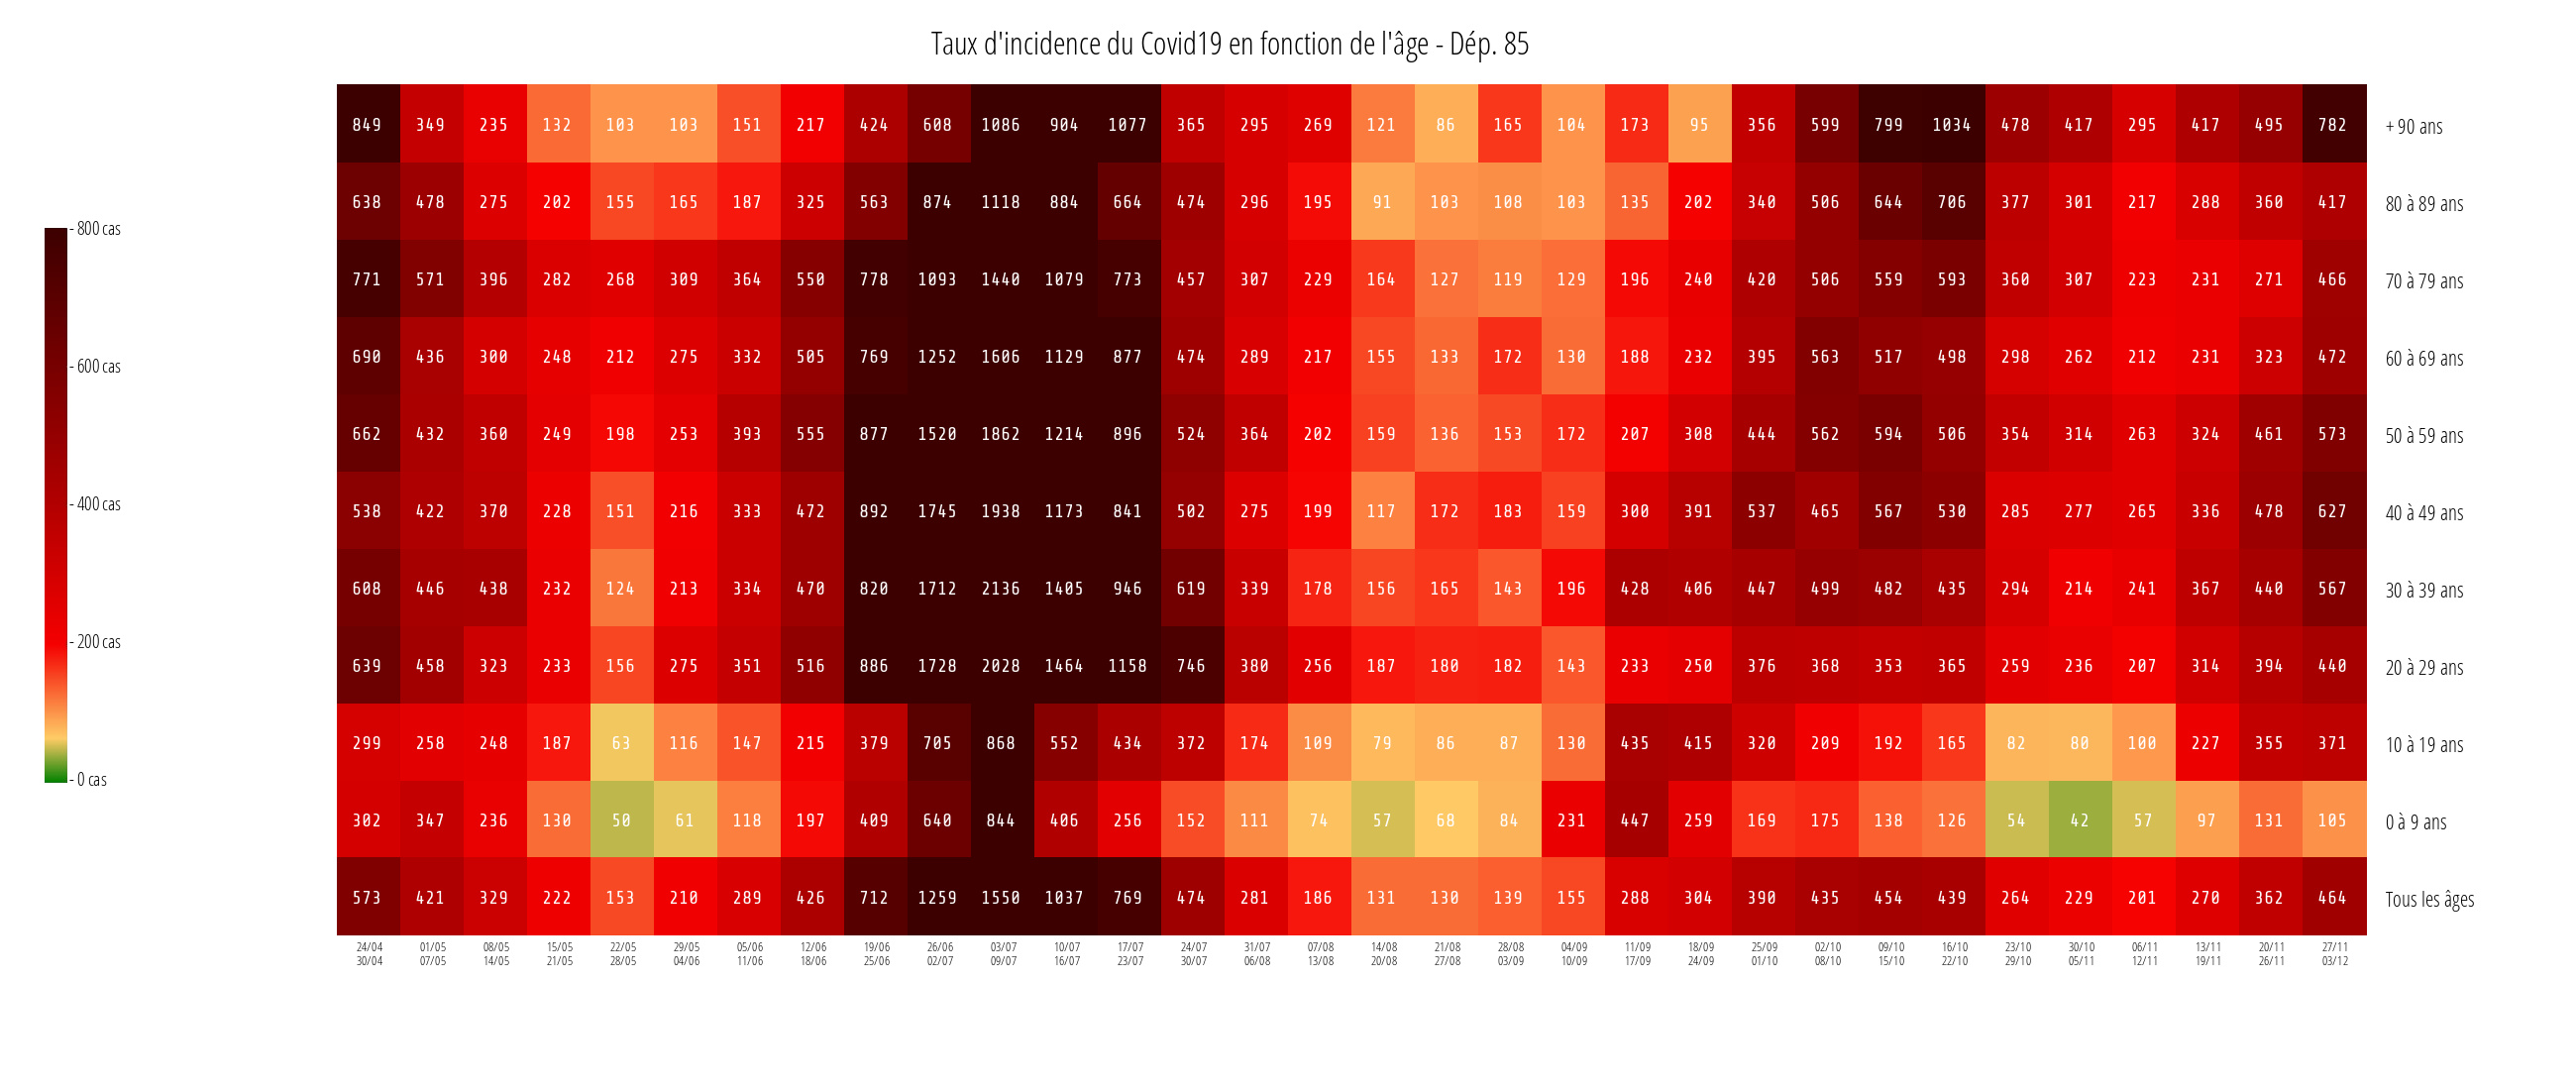 Taux d'incidence du Covid19 en fonction de l'âge - Dép. 85
849 349 235 132 103 103 151 217 424 608 1086 904 1077 365 295 269 121 86 165 104 173 95 356 599 799 1034 478 417 295 417 495 782 + 90 ans
638 478 275 202 155 165 187 325 563 874 1118 884 664 474 296 195 91 103 108 103 135 202 340 506 644 706 377 301 217 288 360 417 80 à 89 ans
771 571 396 282 268 309 364 550 778 1093 1440 1079 773 457 307 229 164 127 119 129 196 240 420 506 559 593 360 307 223 231 271 466 70 à 79 ans
690 436 300 248 212 275 332 505 769 1252 1606 1129 877 474 289 217 155 133 172 130 188 232 395 563 517 498 298 262 212 231 323 472 60 à 69 ans
662 432 360 249 198 253 393 555 877 1520 1862 1214 896 524 364 202 159 136 153 172 207 308 444 562 594 506 354 314 263 324 461 573 50 à 59 ans
538 422 370 228 151 216 333 472 892 1745 1938 1173 841 502 275 199 117 172 183 159 300 391 537 465 567 530 285 277 265 336 478 627 40 à 49 ans
608 446 438 232 124 213 334 470 820 1712 2136 1405 946 619 339 178 156 165 143 196 428 406 447 499 482 435 294 214 241 367 440 567 30 à 39 ans
639 458 323 233 156 275 351 516 886 1728 2028 1464 1158 746 380 256 187 180 182 143 233 250 376 368 353 365 259 236 207 314 394 440 20 à 29 ans
299 258 248 187 63 116 147 215 379 705 868 552 434 372 174 109 79 86 87 130 435 415 320 209 192 165 82 80 100 227 355 371 10 à 19 ans
302 347 236 130 50 61 118 197 409 640 844 406 256 152 111 74 57 68 84 231 447 259 169 175 138 126 54 42 57 97 131 105 0 à 9 ans
573 421 329 222 153 210 289 426 712 1259 1550 1037 769 474 281 186 131 130 139 155 288 304 390 435 454 439 264 229 201 270 362 464 Tous les âges
24/04 01/05 08/05 15/05 22/05 29/05 05/06 12/06 19/06 26/06 03/07 10/07 17/07 24/07 31/07 07/08 14/08 21/08 28/08 04/09 11/09 18/09 25/09 02/10 09/10 16/10 23/10 30/10 06/11 13/11 20/11 27/11
30/04 07/05 14/05 21/05 28/05 04/06 11/06 18/06 25/06 02/07 09/07 16/07 23/07 30/07 06/08 13/08 20/08 27/08 03/09 10/09 17/09 24/09 01/10 08/10 15/10 22/10 29/10 05/11 12/11 19/11 26/11 03/12
- 800 cas
- 600 cas
- 400 cas
- 200 cas
- 0 cas